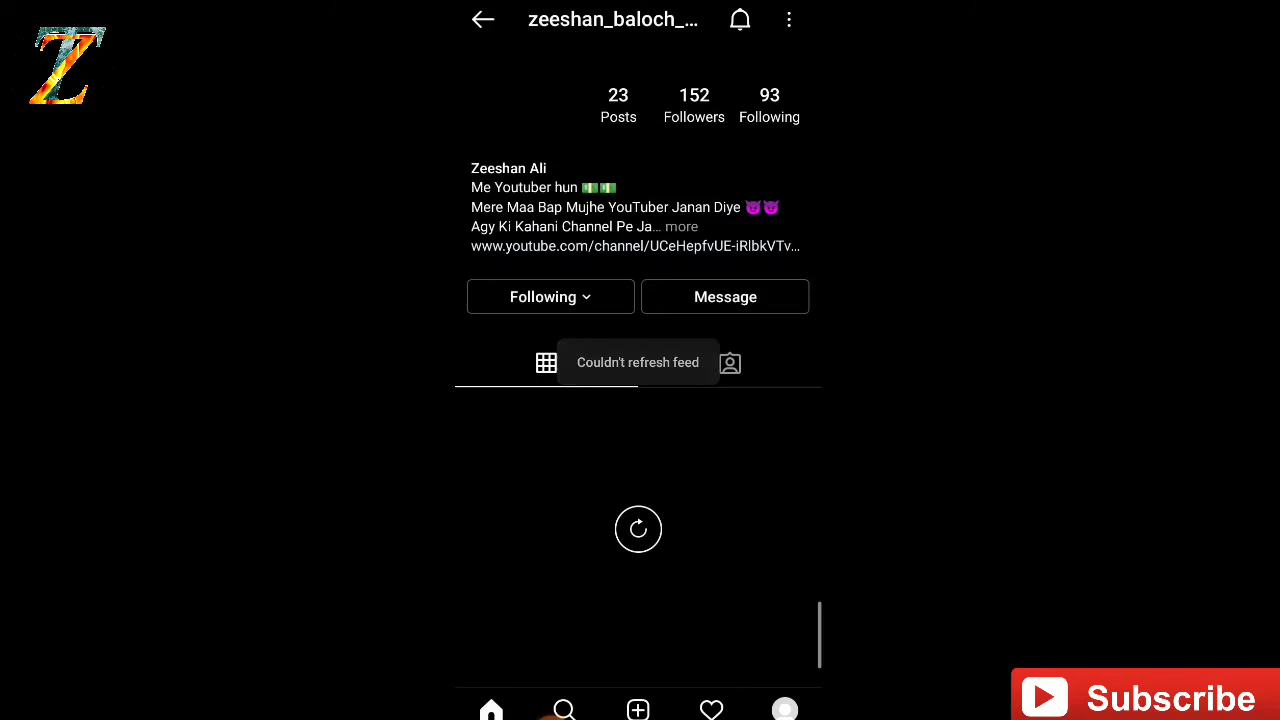 Z
zeeshan_baloch_...
23 152 93
Posts Followers Following
Zeeshan Ali
Me Youtuber hun 💵💵
Mere Maa Bap Mujhe YouTuber Janan Diye 😈😈
Agy Ki Kahani Channel Pe Ja... more
www.youtube.com/channel/UCeHepfvUE-iRlbkVTv...
Following Message
Couldn't refresh feed
Subscribe